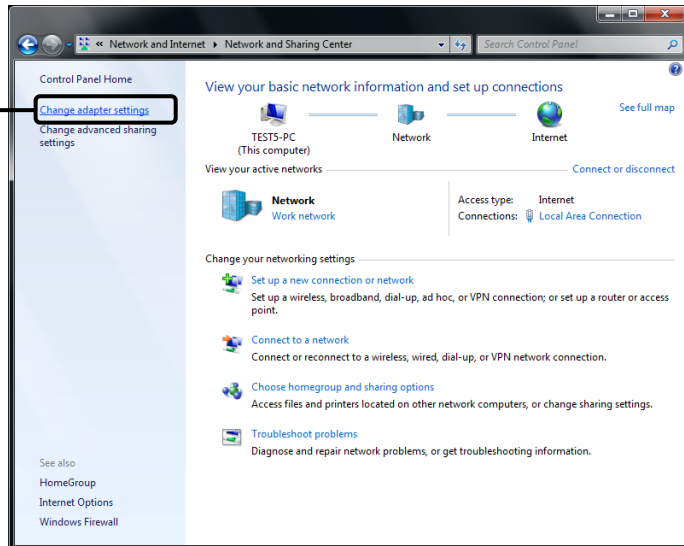 « Network and Internet ▸ Network and Sharing Center
Search Control Panel
Control Panel Home
Change adapter settings
Change advanced sharing
settings
See also
HomeGroup
Internet Options
Windows Firewall
View your basic network information and set up connections
See full map
TEST5-PC
(This computer)
Network
Internet
View your active networks
Connect or disconnect
Network
Work network
Access type: Internet
Connections: Local Area Connection
Change your networking settings
Set up a new connection or network
Set up a wireless, broadband, dial-up, ad hoc, or VPN connection; or set up a router or access
point.
Connect to a network
Connect or reconnect to a wireless, wired, dial-up, or VPN network connection.
Choose homegroup and sharing options
Access files and printers located on other network computers, or change sharing settings.
Troubleshoot problems
Diagnose and repair network problems, or get troubleshooting information.